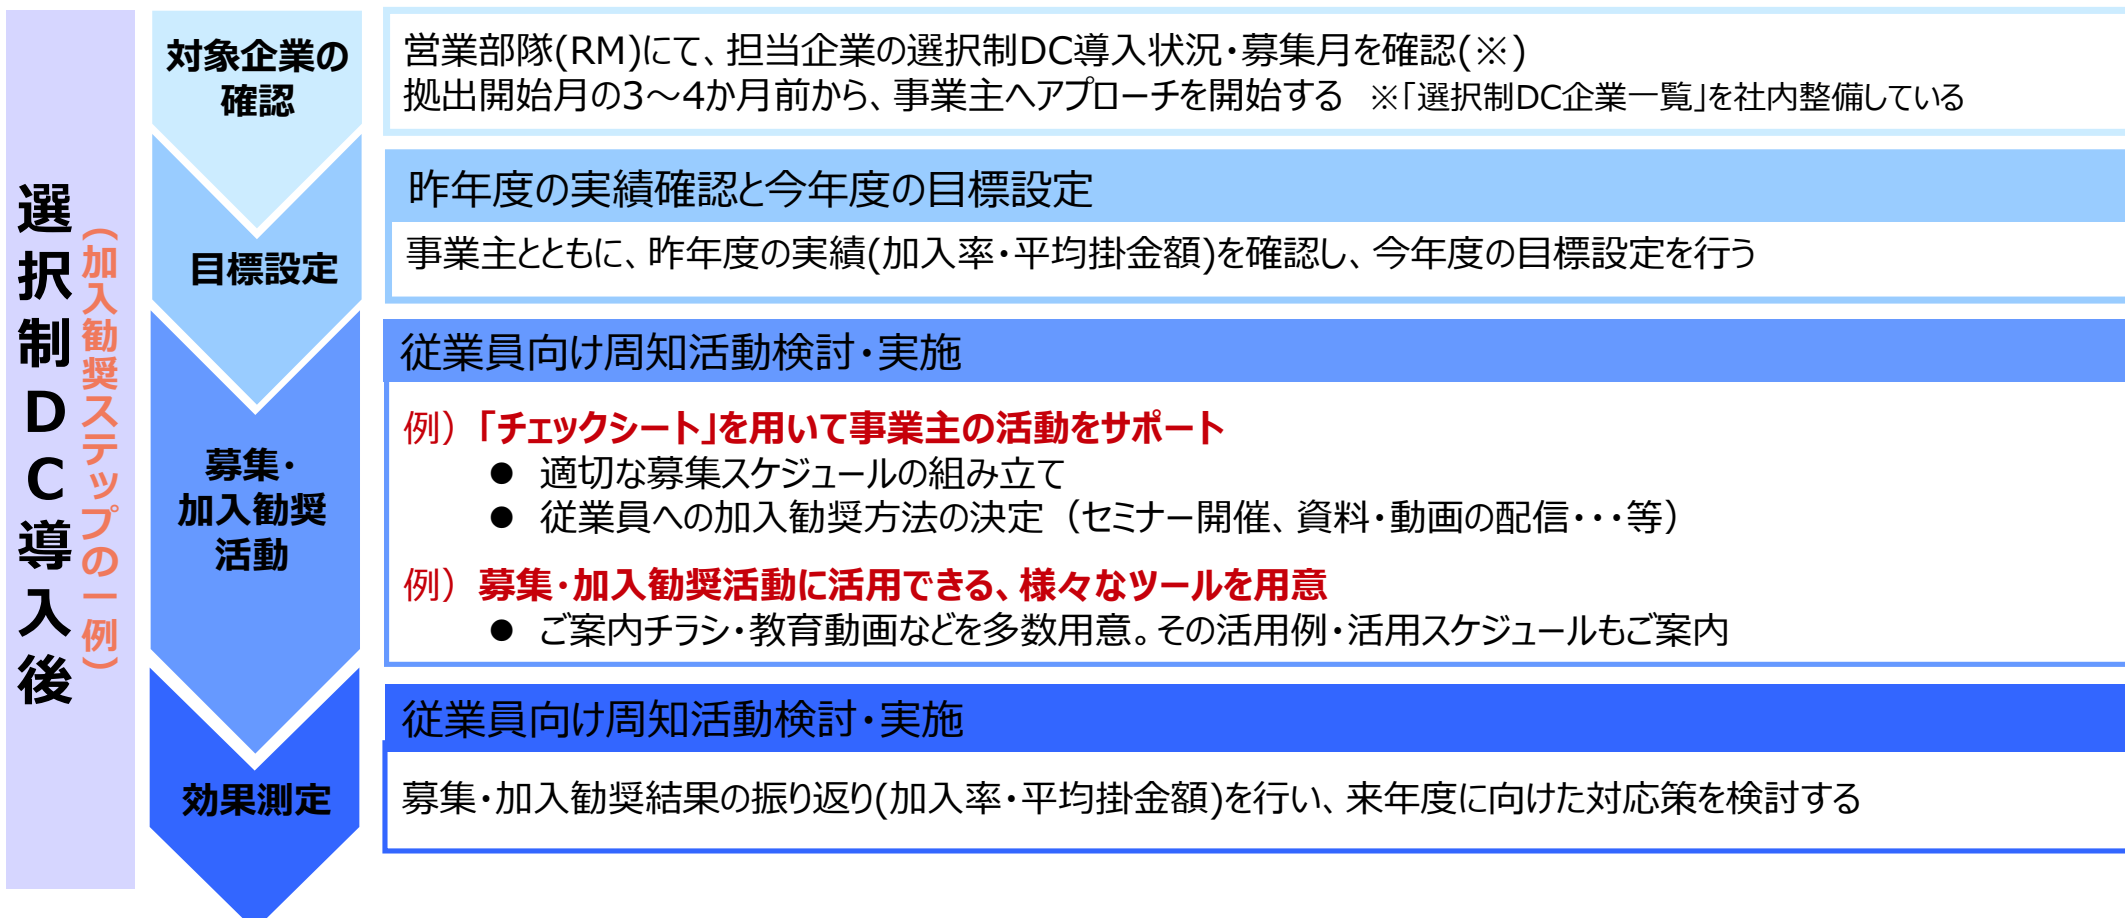 選択制DC導入後
（加入勧奨ステップの一例）
対象企業の
確認
営業部隊(RM)にて、担当企業の選択制DC導入状況・募集月を確認(※)
拠出開始月の3～4か月前から、事業主へアプローチを開始する ※「選択制DC企業一覧」を社内整備している
目標設定
昨年度の実績確認と今年度の目標設定
事業主とともに、昨年度の実績(加入率・平均掛金額)を確認し、今年度の目標設定を行う
募集・
加入勧奨
活動
従業員向け周知活動検討・実施
例）「チェックシート」を用いて事業主の活動をサポート
● 適切な募集スケジュールの組み立て
● 従業員への加入勧奨方法の決定（セミナー開催、資料・動画の配信・・・等）
例）募集・加入勧奨活動に活用できる、様々なツールを用意
● ご案内チラシ・教育動画などを多数用意。その活用例・活用スケジュールもご案内
効果測定
従業員向け周知活動検討・実施
募集・加入勧奨結果の振り返り(加入率・平均掛金額)を行い、来年度に向けた対応策を検討する